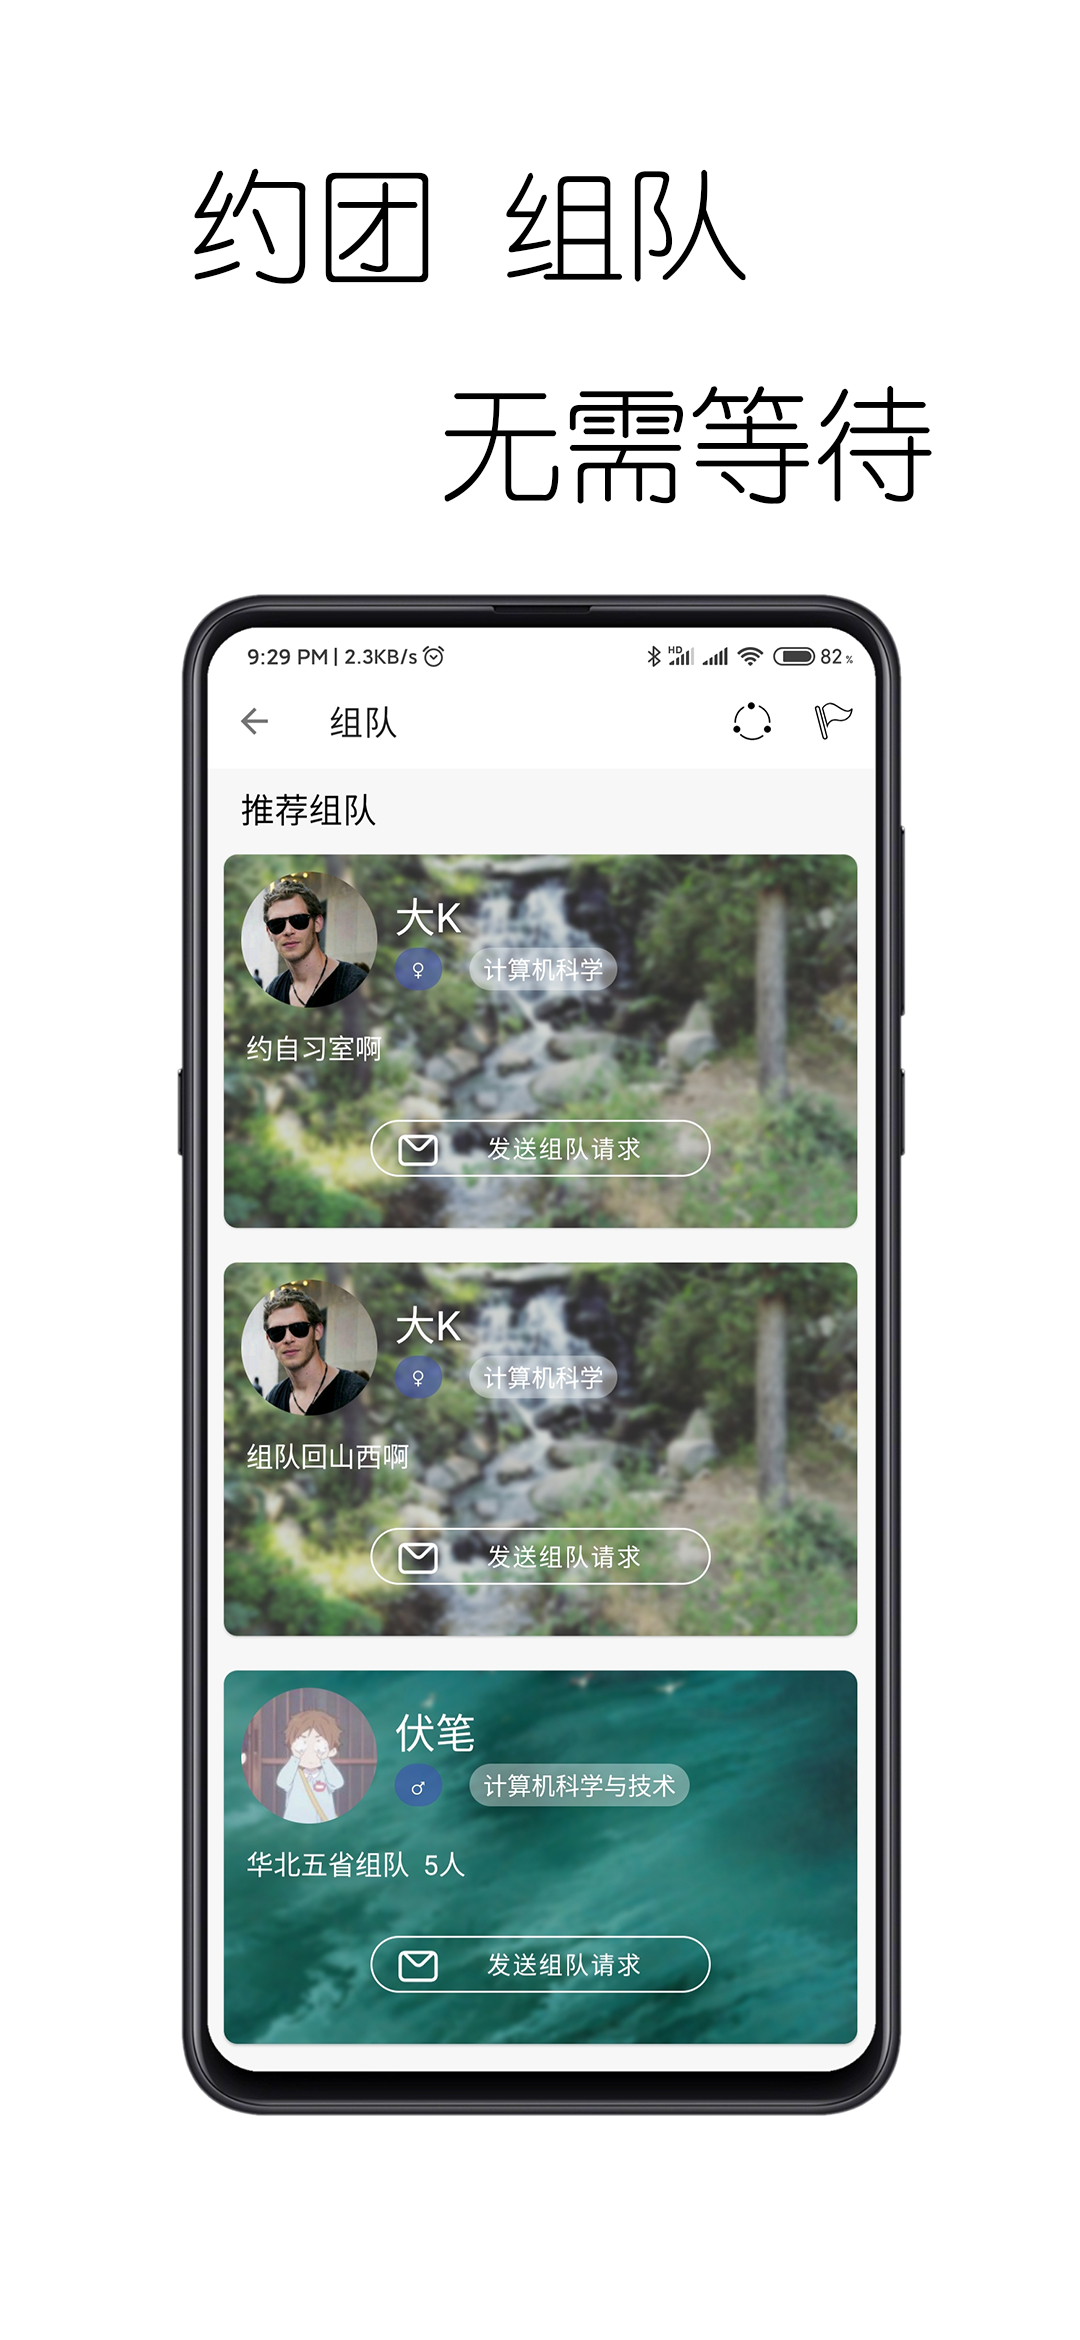 约团 组队
无需等待
9:29 PM | 2.3KB/s
HD
82%
组队
推荐组队
大K
♀ 计算机科学
约自习室啊
发送组队请求
大K
♀ 计算机科学
组队回山西啊
发送组队请求
伏笔
♂ 计算机科学与技术
华北五省组队 5人
发送组队请求